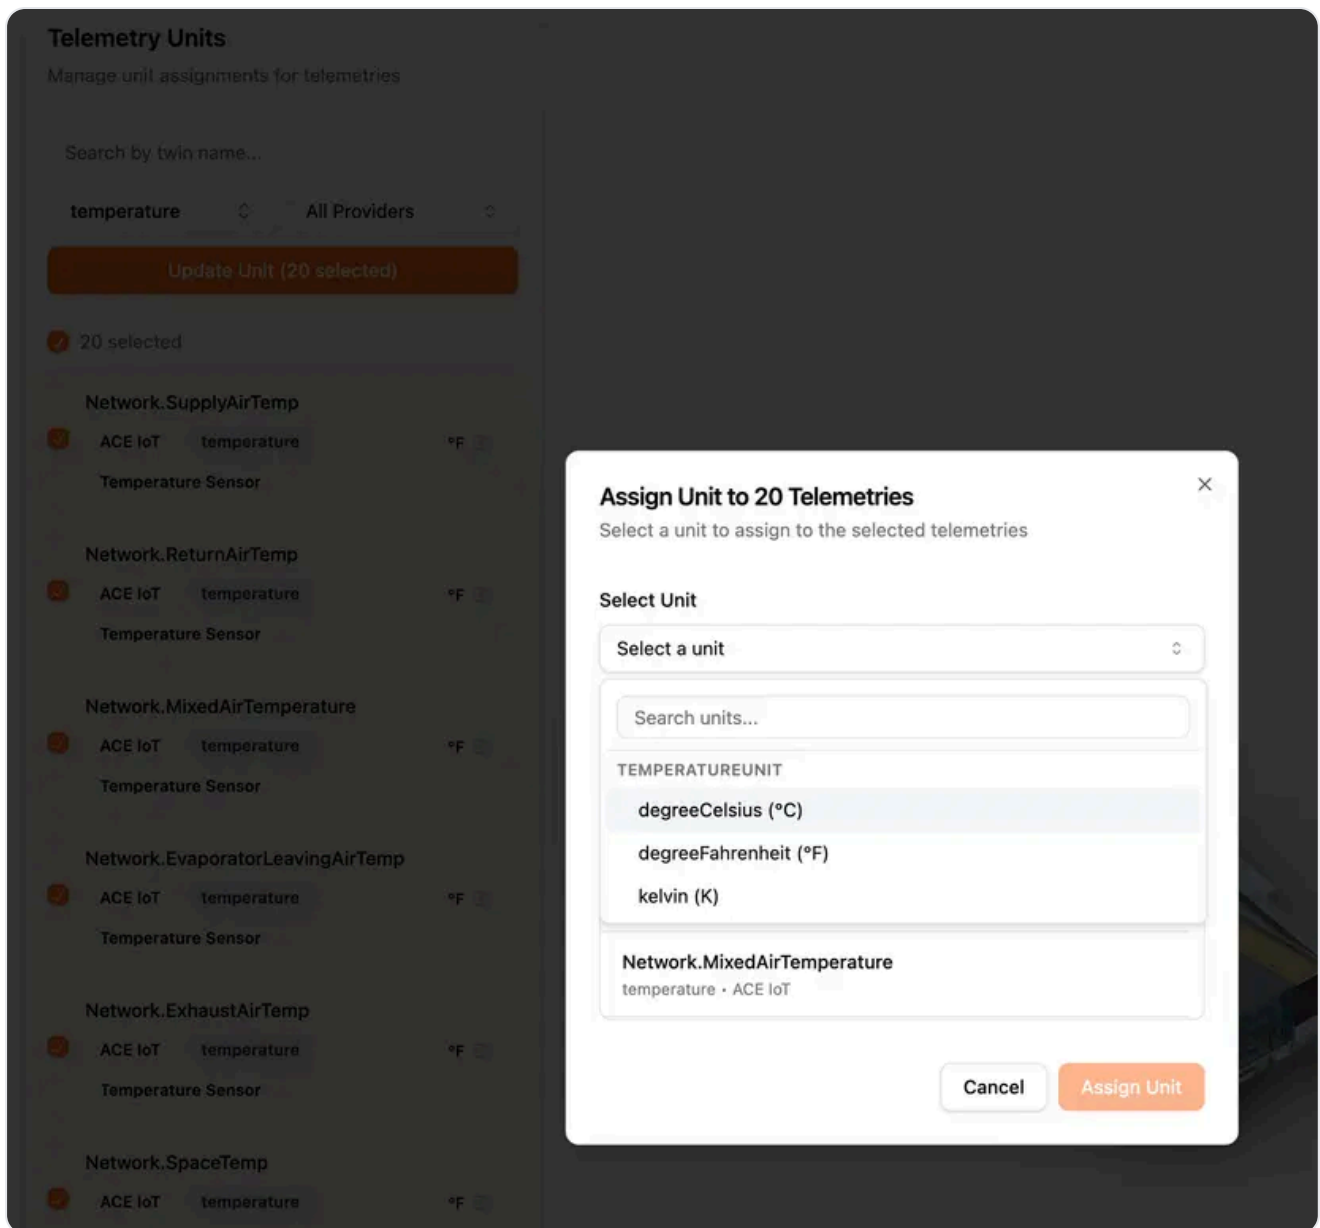 Telemetry Units
Manage unit assignments for telemetries
Search by twin name...
temperature All Providers
Update Unit (20 selected)
20 selected
Network.SupplyAirTemp
ACE IoT temperature °F
Temperature Sensor
Network.ReturnAirTemp
ACE IoT temperature °F
Temperature Sensor
Network.MixedAirTemperature
ACE IoT temperature °F
Temperature Sensor
Network.EvaporatorLeavingAirTemp
ACE IoT temperature °F
Temperature Sensor
Network.ExhaustAirTemp
ACE IoT temperature °F
Temperature Sensor
Network.SpaceTemp
ACE IoT temperature °F
Assign Unit to 20 Telemetries
Select a unit to assign to the selected telemetries
Select Unit
Select a unit
Search units...
TEMPERATUREUNIT
degreeCelsius (°C)
degreeFahrenheit (°F)
kelvin (K)
Network.MixedAirTemperature
temperature • ACE IoT
Cancel Assign Unit